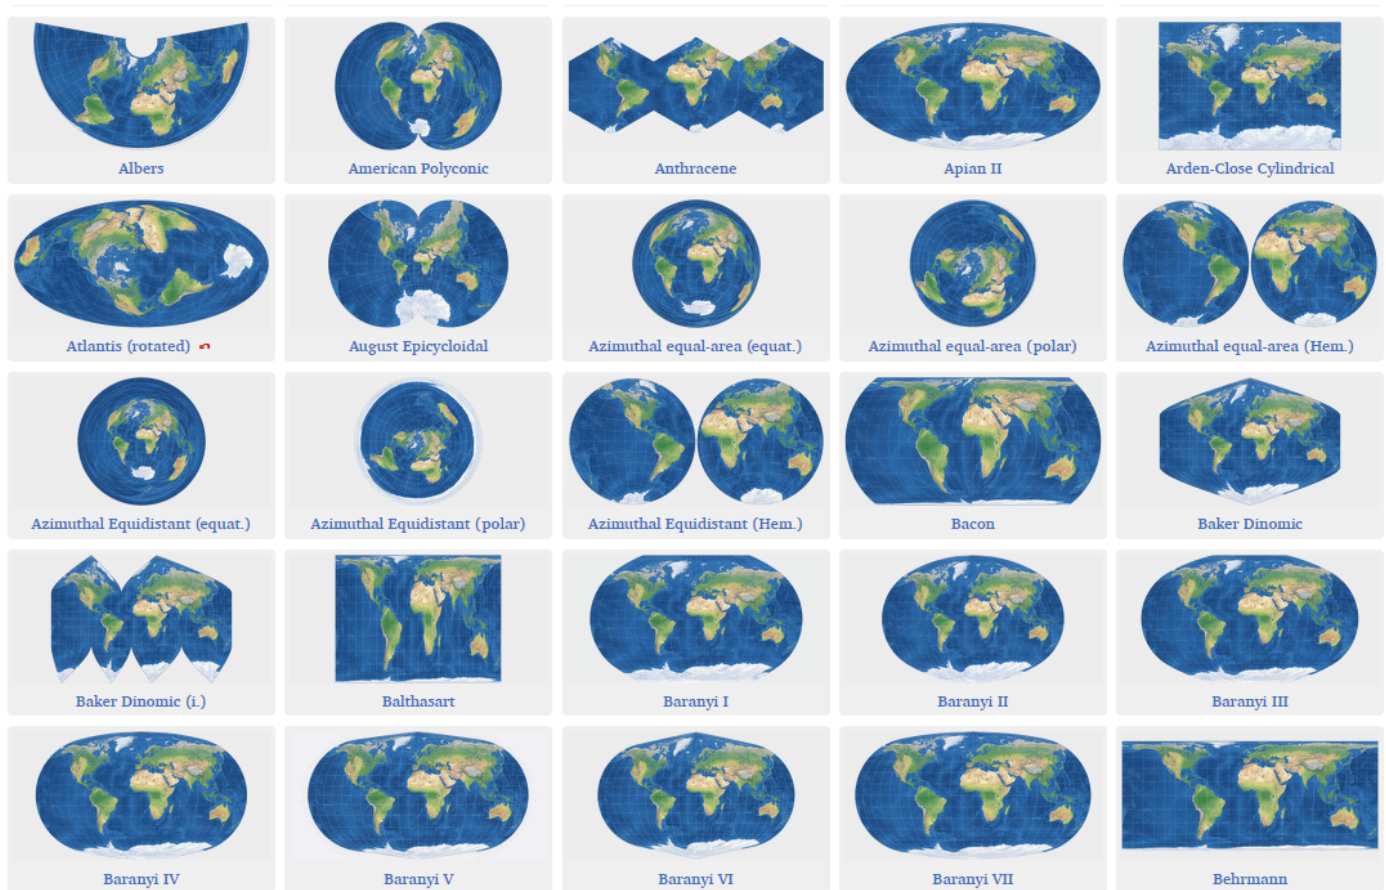 Albers
American Polyconic
Anthracene
Apian II
Arden-Close Cylindrical
Atlantis (rotated)
August Epicycloidal
Azimuthal equal-area (equat.)
Azimuthal equal-area (polar)
Azimuthal equal-area (Hem.)
Azimuthal Equidistant (equat.)
Azimuthal Equidistant (polar)
Azimuthal Equidistant (Hem.)
Bacon
Baker Dinomic
Baker Dinomic (i.)
Balthasart
Baranyi I
Baranyi II
Baranyi III
Baranyi IV
Baranyi V
Baranyi VI
Baranyi VII
Behrmann